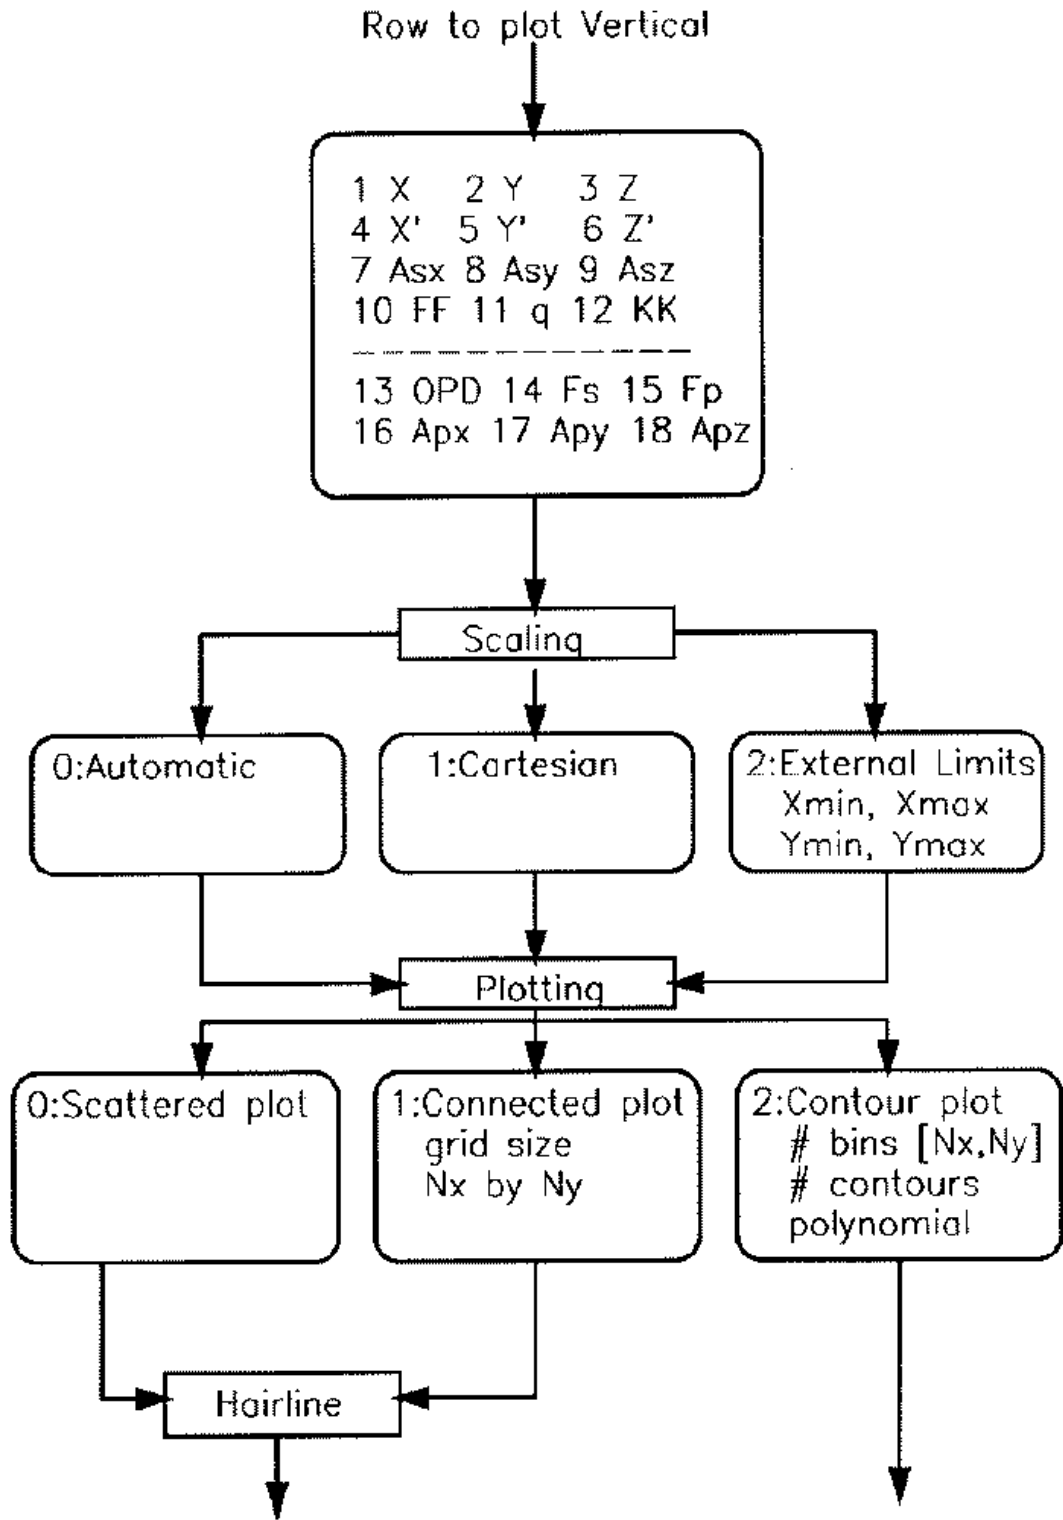 Row to plot Vertical
1 X 2 Y 3 Z
4 X' 5 Y' 6 Z'
7 Asx 8 Asy 9 Asz
10 FF 11 q 12 KK
13 OPD 14 Fs 15 Fp
16 Apx 17 Apy 18 Apz
Scaling
0:Automatic
1:Cartesian
2:External Limits
Xmin, Xmax
Ymin, Ymax
Plotting
0:Scattered plot
1:Connected plot
grid size
Nx by Ny
2:Contour plot
# bins [Nx,Ny]
# contours
polynomial
Hairline